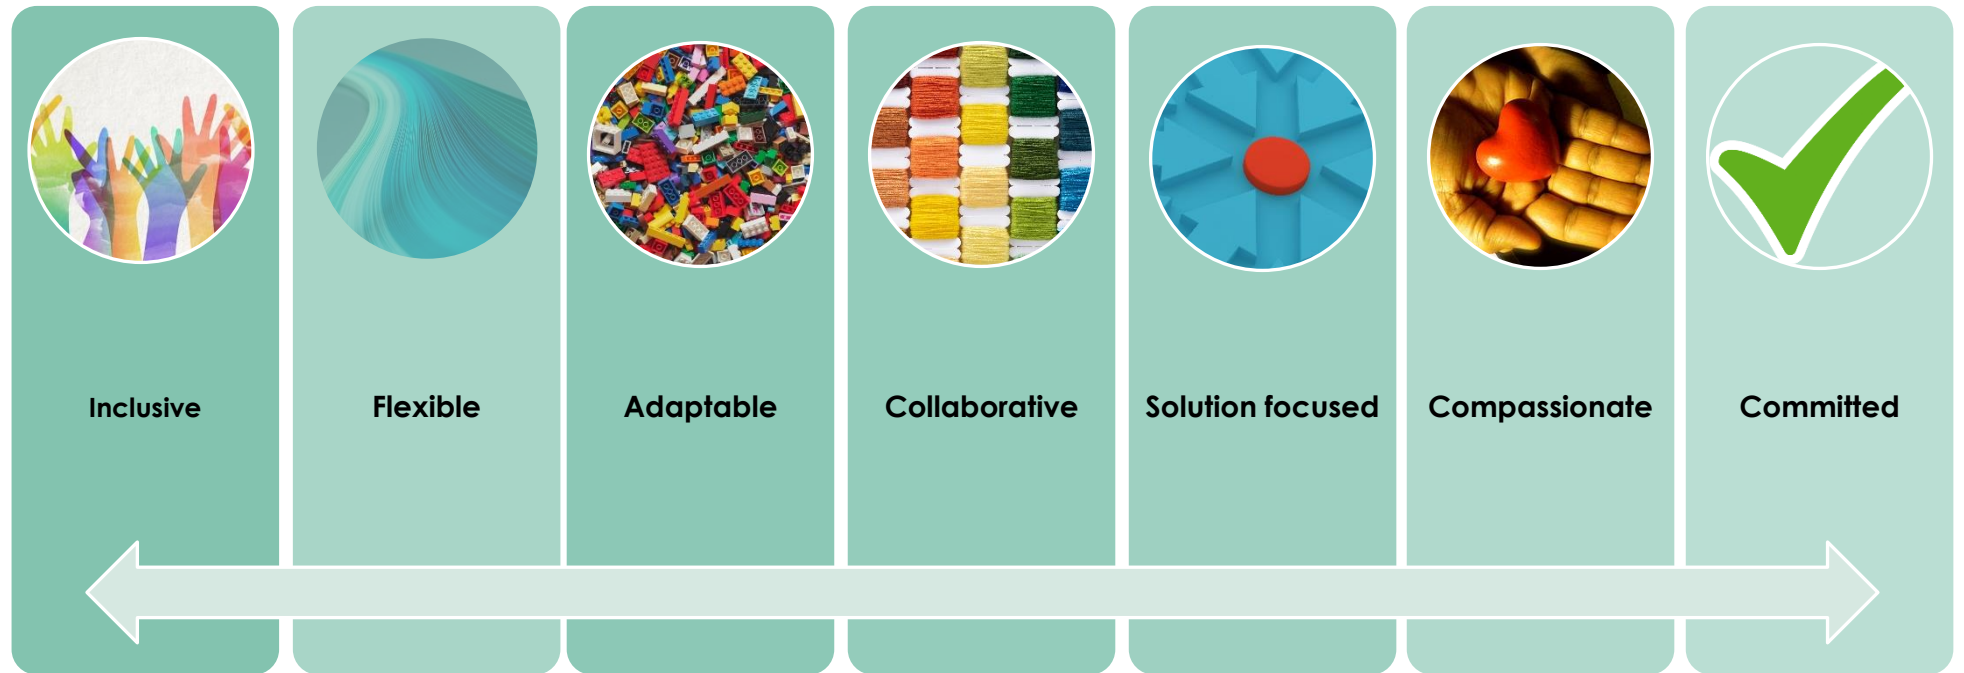 Inclusive
Flexible
Adaptable
Collaborative
Solution focused
Compassionate
Committed